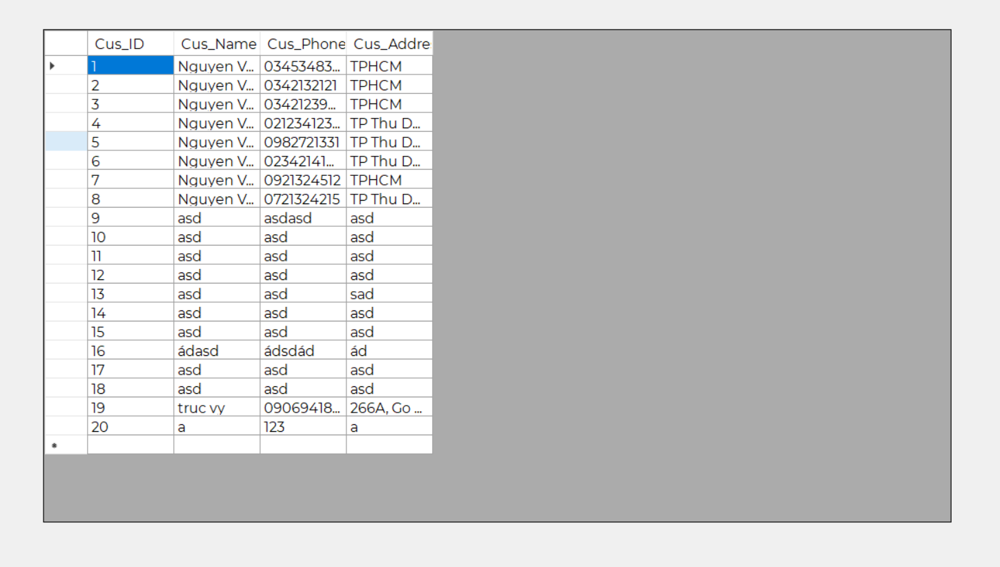 Cus_ID Cus_Name Cus_Phone Cus_Addre
1 Nguyen V... 03453483... TPHCM
2 Nguyen V... 0342132121 TPHCM
3 Nguyen V... 03421239... TPHCM
4 Nguyen V... 021234123... TP Thu D...
5 Nguyen V... 0982721331 TP Thu D...
6 Nguyen V... 02342141... TP Thu D...
7 Nguyen V... 0921324512 TPHCM
8 Nguyen V... 0721324215 TP Thu D...
9 asd asdasd asd
10 asd asd asd
11 asd asd asd
12 asd asd asd
13 asd asd sad
14 asd asd asd
15 asd asd asd
16 ádasd ádsdád ád
17 asd asd asd
18 asd asd asd
19 truc vy 09069418... 266A, Go ...
20 a 123 a